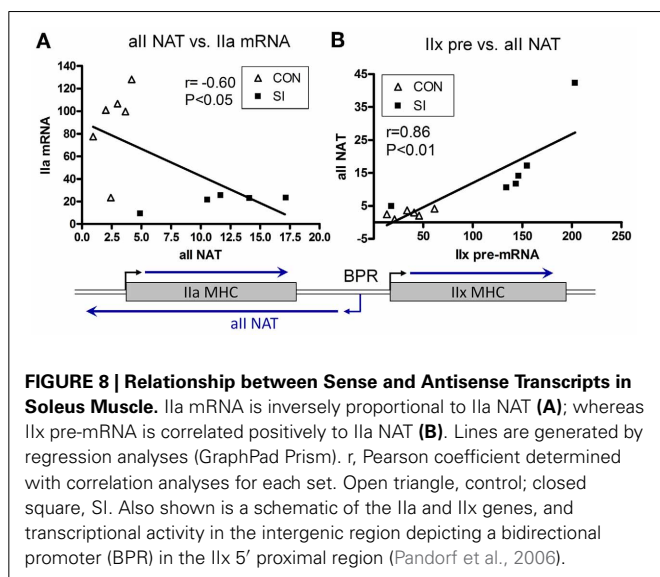 A
aII NAT vs. IIa mRNA
140
120
100
80
60
40
20
0
IIa mRNA
r= -0.60
P<0.05
CON
SI
0.0 2.5 5.0 7.5 10.0 12.5 15.0 17.5 20.0
aII NAT
B
IIx pre vs. aII NAT
45
35
25
15
5
-5
aII NAT
CON
SI
r=0.86
P<0.01
50 100 150 200 250
IIx pre-mRNA
BPR
IIa MHC
IIx MHC
aII NAT
FIGURE 8 | Relationship between Sense and Antisense Transcripts in
Soleus Muscle. IIa mRNA is inversely proportional to IIa NAT (A); whereas
IIx pre-mRNA is correlated positively to IIa NAT (B). Lines are generated by
regression analyses (GraphPad Prism). r, Pearson coefficient determined
with correlation analyses for each set. Open triangle, control; closed
square, SI. Also shown is a schematic of the IIa and IIx genes, and
transcriptional activity in the intergenic region depicting a bidirectional
promoter (BPR) in the IIx 5′ proximal region (Pandorf et al., 2006).